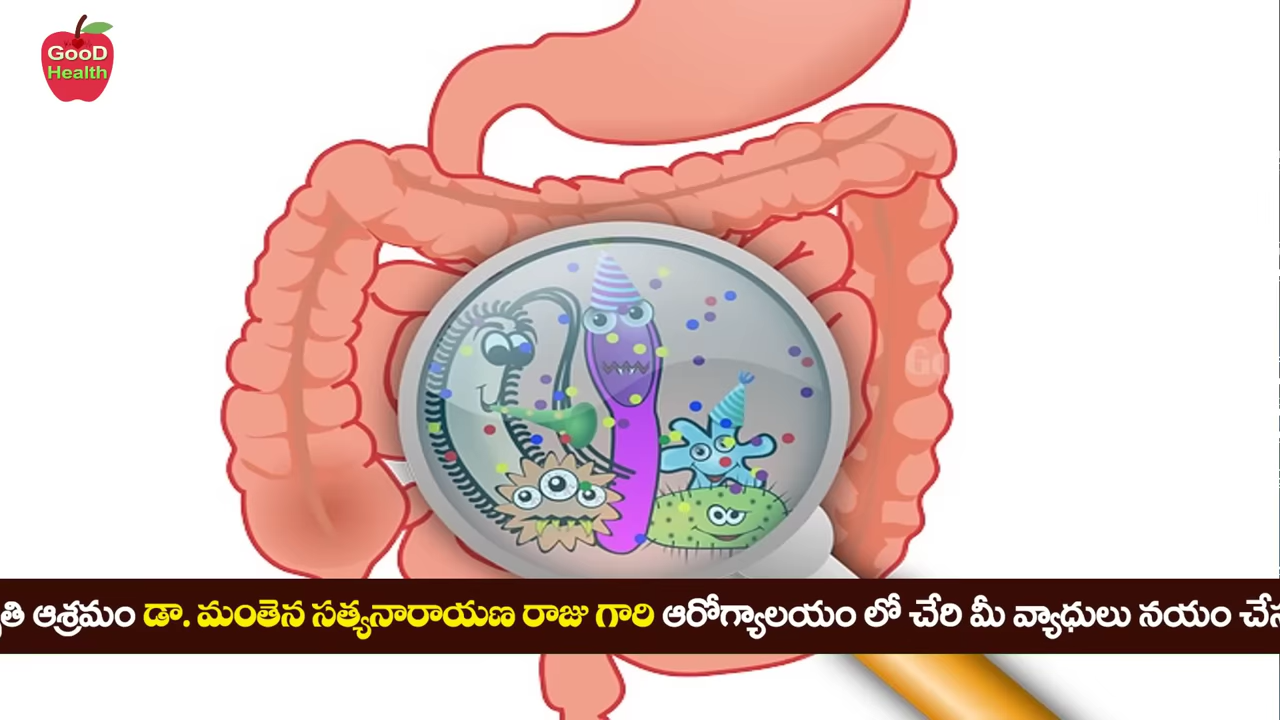 GooD
Health
ఆశ్రమం డా. మంతెన సత్యనారాయణ రాజు గారి ఆరోగ్యాలయం లో చేరి మీ వ్యాధులు నయం